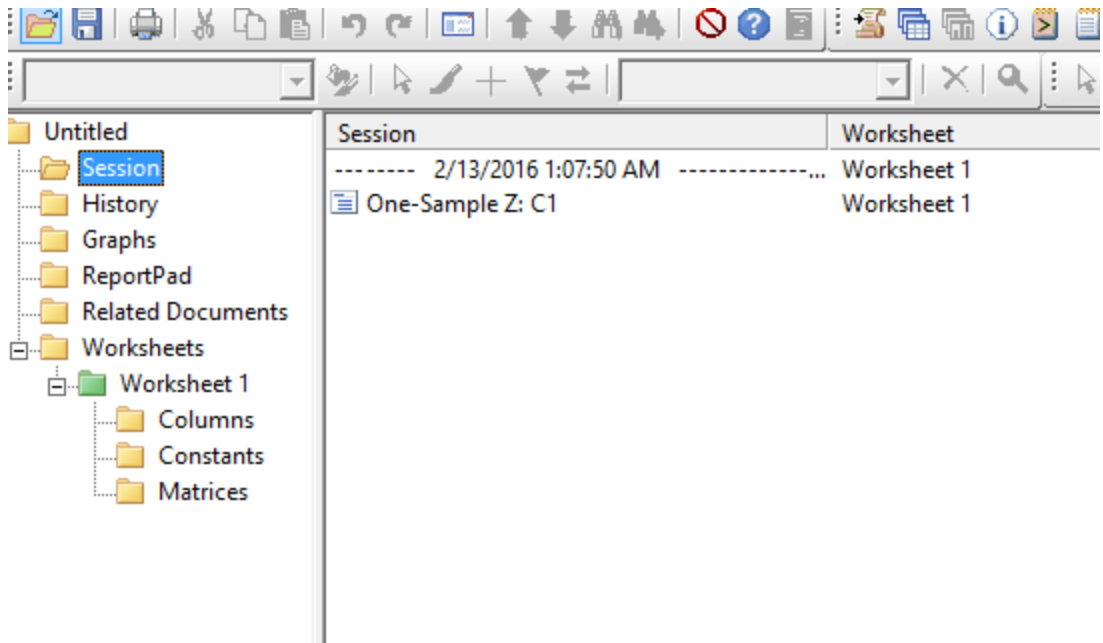 Untitled
Session
History
Graphs
ReportPad
Related Documents
Worksheets
Worksheet 1
Columns
Constants
Matrices
Session Worksheet
-------- 2/13/2016 1:07:50 AM -------------... Worksheet 1
One-Sample Z: C1 Worksheet 1